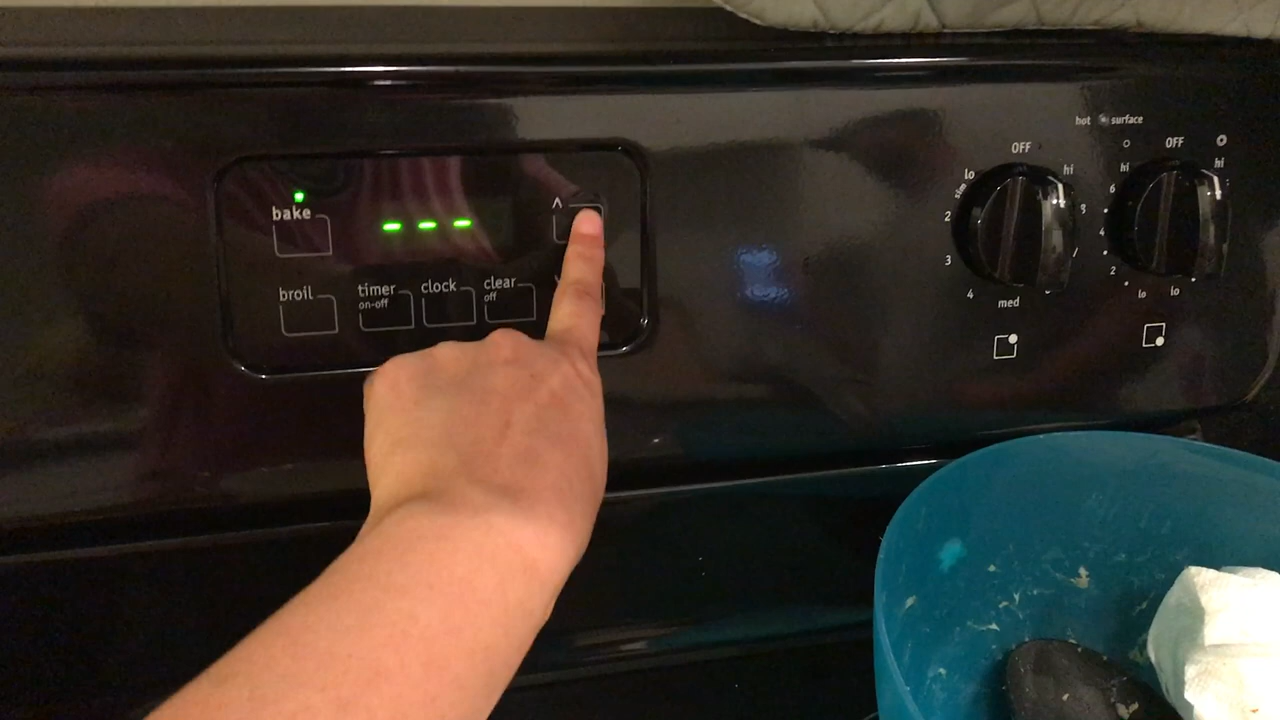 bake
- - -
^
broil
timer
on-off
clock
clear
off
hot surface
OFF
lo
hi
sim
2
3
4
med
OFF
hi
hi
6
4
2
lo
lo